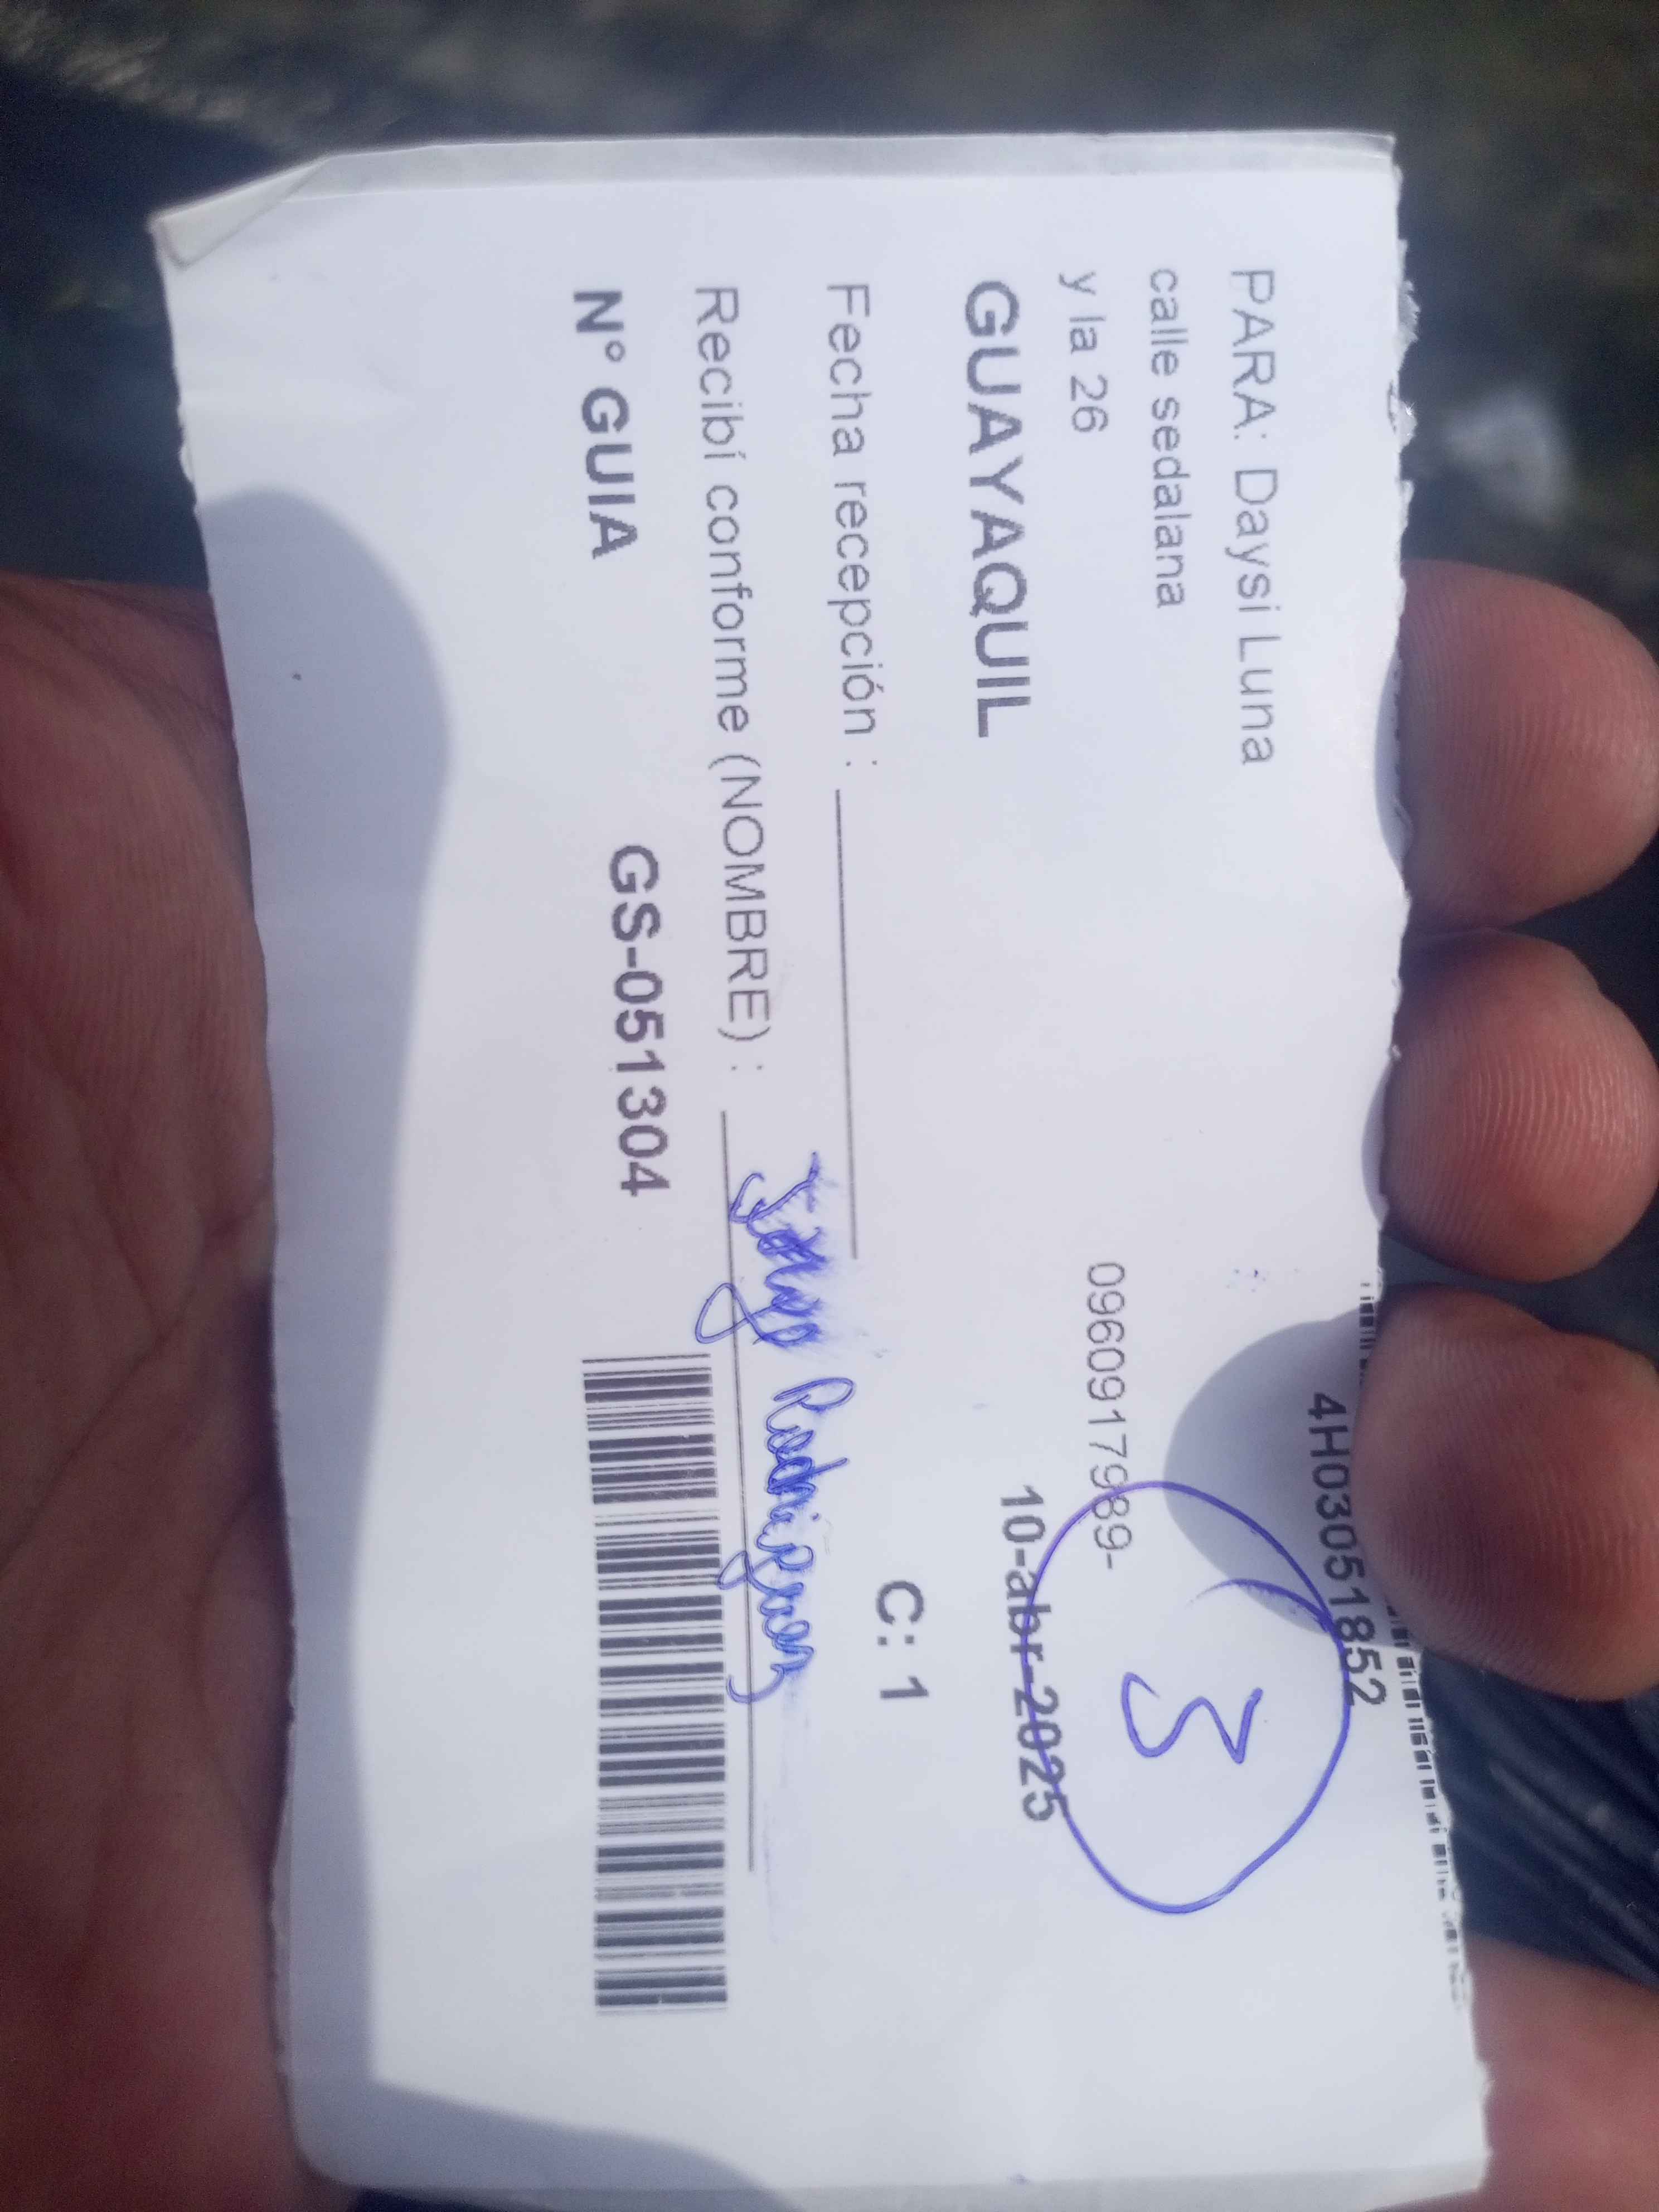 4H03051852
PARA: Daysi Luna
calle sedalana
y la 26
0960917989-
3
GUAYAQUIL
10-abr-2025
Fecha recepción :
C: 1
Recibí conforme (NOMBRE) : Rodriguez
N° GUIA GS-051304